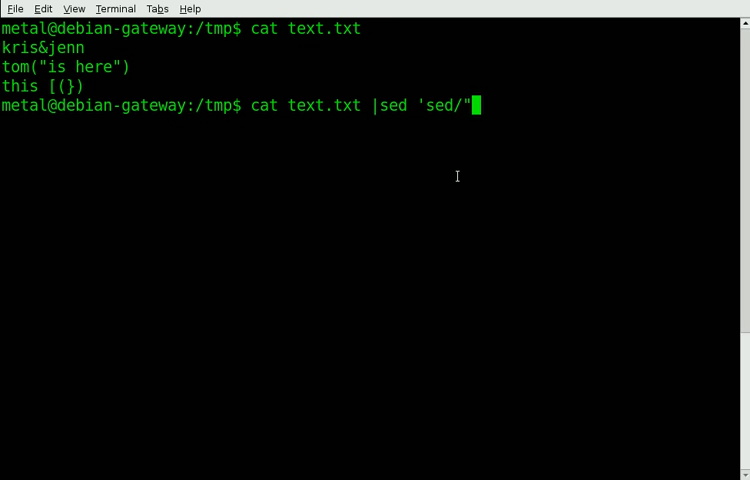 File Edit View Terminal Tabs Help
metal@debian-gateway:/tmp$ cat text.txt
kris&jenn
tom("is here")
this [(})
metal@debian-gateway:/tmp$ cat text.txt |sed 'sed/"